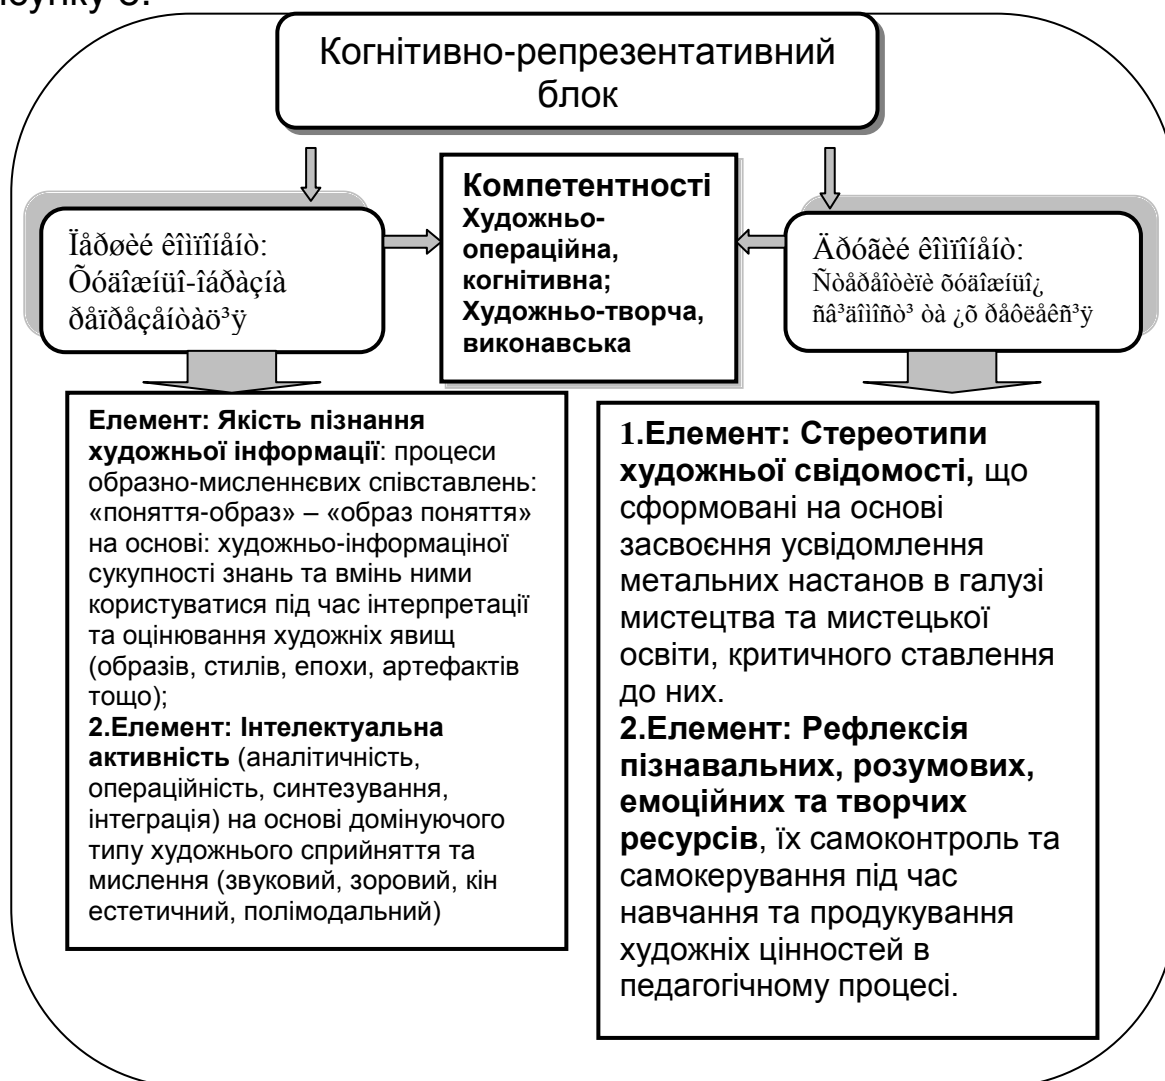 Когнітивно-репрезентативний
блок
Компетентності
Художньо-
операційна,
когнітивна;
Художньо-творча,
виконавська
Ïåðøèé êîìïîíåíò:
Õóäîæíüî-îáðàçíà
ðåïðåçåíòàö³ÿ
Äðóãèé êîìïîíåíò:
Ñòåðåîòèïè õóäîæíüî¿
ñâ³äîìîñò³ òà ¿õ ðåôëåêñ³ÿ
Елемент: Якість пізнання
художньої інформації: процеси
образно-мисленнєвих співставлень:
«поняття-образ» – «образ поняття»
на основі: художньо-інформаціної
сукупності знань та вмінь ними
користуватися під час інтерпретації
та оцінювання художніх явищ
(образів, стилів, епохи, артефактів
тощо);
2.Елемент: Інтелектуальна
активність (аналітичність,
операційність, синтезування,
інтеграція) на основі домінуючого
типу художнього сприйняття та
мислення (звуковий, зоровий, кін
естетичний, полімодальний)
1.Елемент: Стереотипи
художньої свідомості, що
сформовані на основі
засвоєння усвідомлення
метальних настанов в галузі
мистецтва та мистецької
освіти, критичного ставлення
до них.
2.Елемент: Рефлексія
пізнавальних, розумових,
емоційних та творчих
ресурсів, їх самоконтроль та
самокерування під час
навчання та продукування
художніх цінностей в
педагогічному процесі.